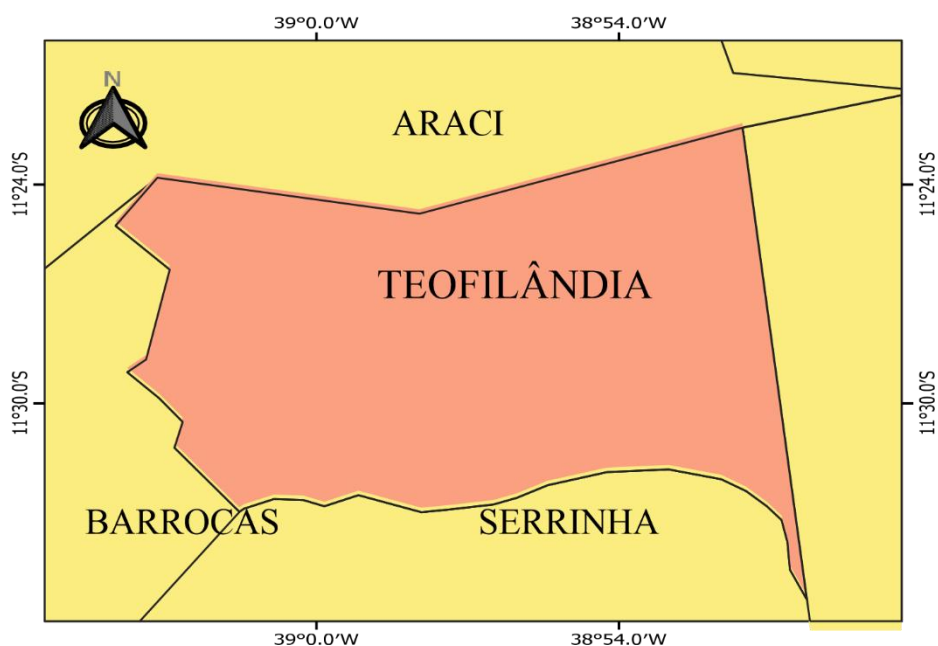 39°0.0'W 38°54.0'W
N
ARACI
11°24.0'S 11°24.0'S
TEOFILÂNDIA
11°30.0'S 11°30.0'S
BARROCAS SERRINHA
39°0.0'W 38°54.0'W